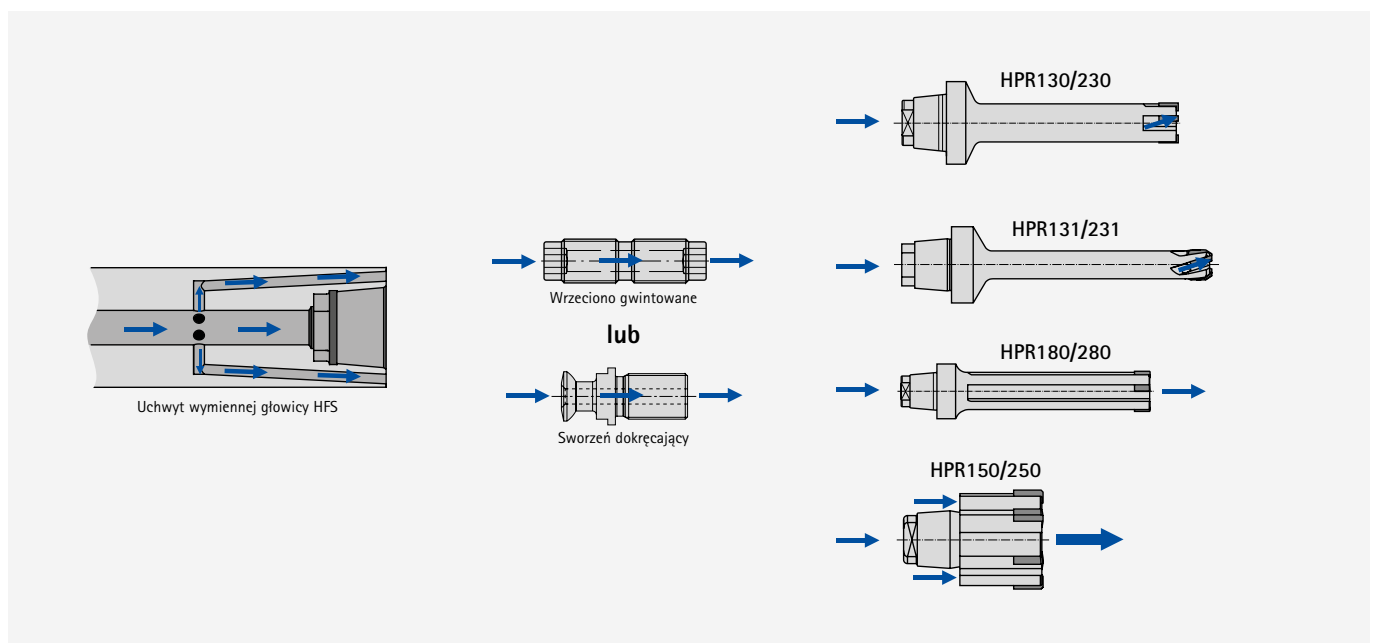 Uchwyt wymiennej głowicy HFS
Wrzeciono gwintowane
lub
Sworzeń dokręcający
HPR130/230
HPR131/231
HPR180/280
HPR150/250